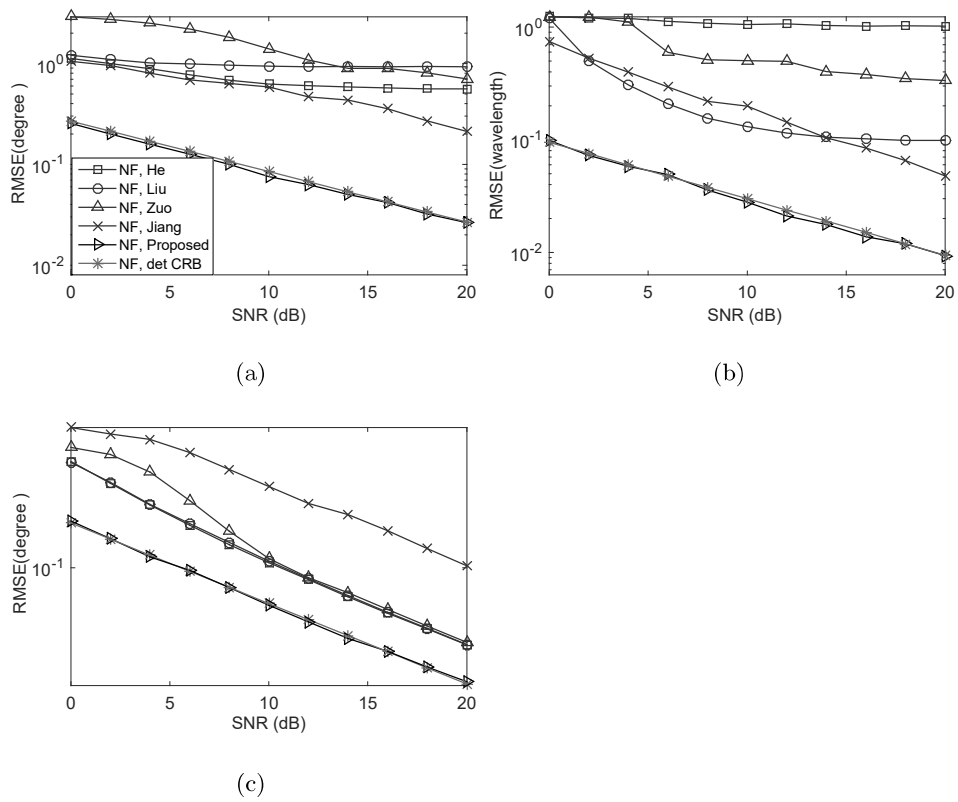 RMSE(degree )
10^0
10^-1
10^-2
NF, He
NF, Liu
NF, Zuo
NF, Jiang
NF, Proposed
NF, det CRB
0 5 10 15 20
SNR (dB)
(a)
RMSE(wavelength)
10^0
10^-1
10^-2
0 5 10 15 20
SNR (dB)
(b)
RMSE(degree )
10^-1
0 5 10 15 20
SNR (dB)
(c)